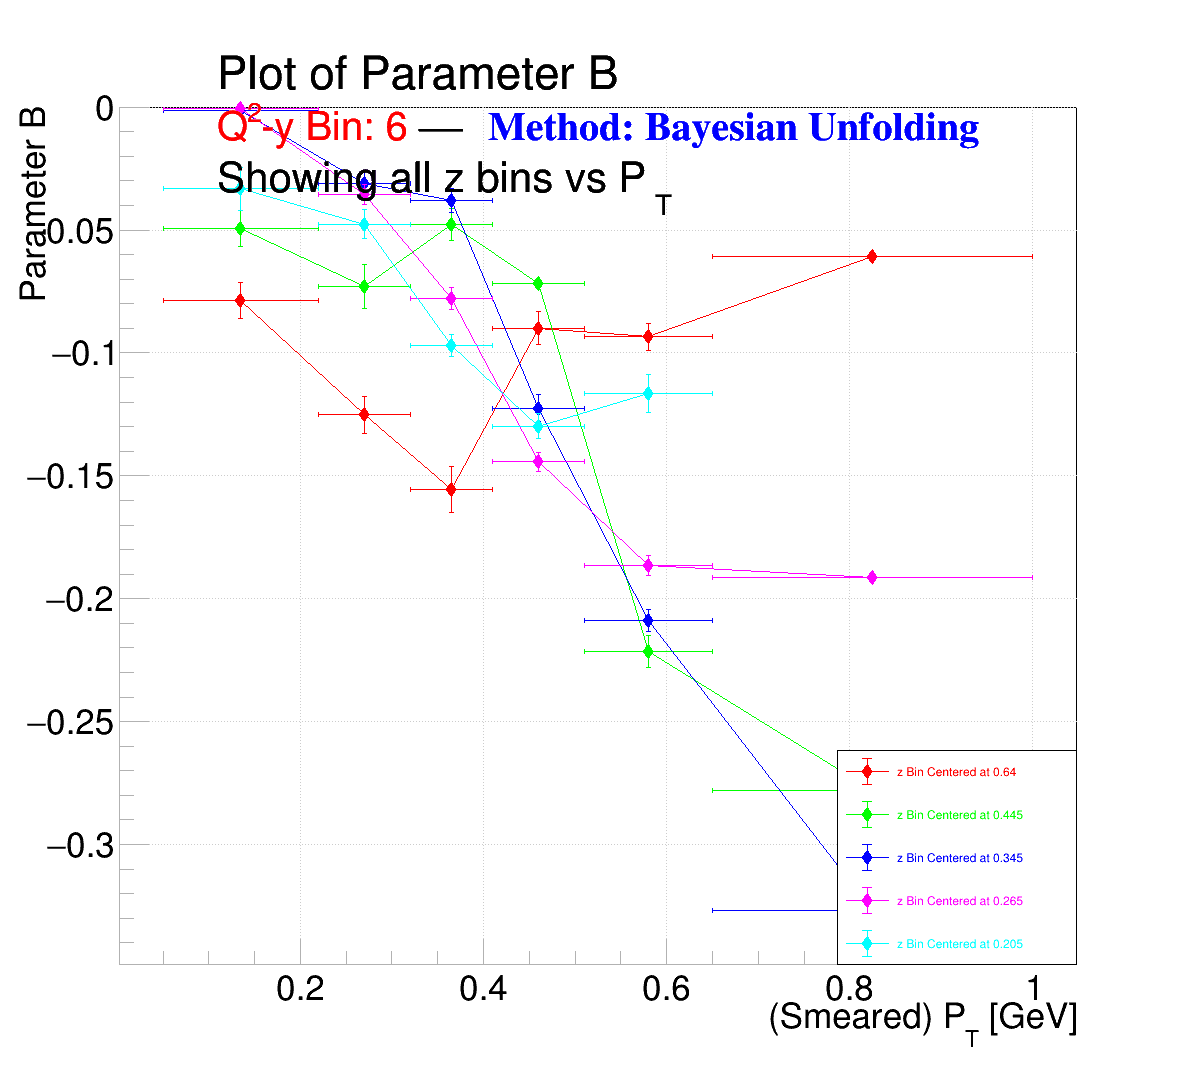 Plot of Parameter B
Q2-y Bin: 6 — Method: Bayesian Unfolding
Showing all z bins vs P T
Parameter B
0
−0.05
−0.1
−0.15
−0.2
−0.25
−0.3
z Bin Centered at 0.64
z Bin Centered at 0.445
z Bin Centered at 0.345
z Bin Centered at 0.265
z Bin Centered at 0.205
0.2 0.4 0.6 0.8 1
(Smeared) PT [GeV]